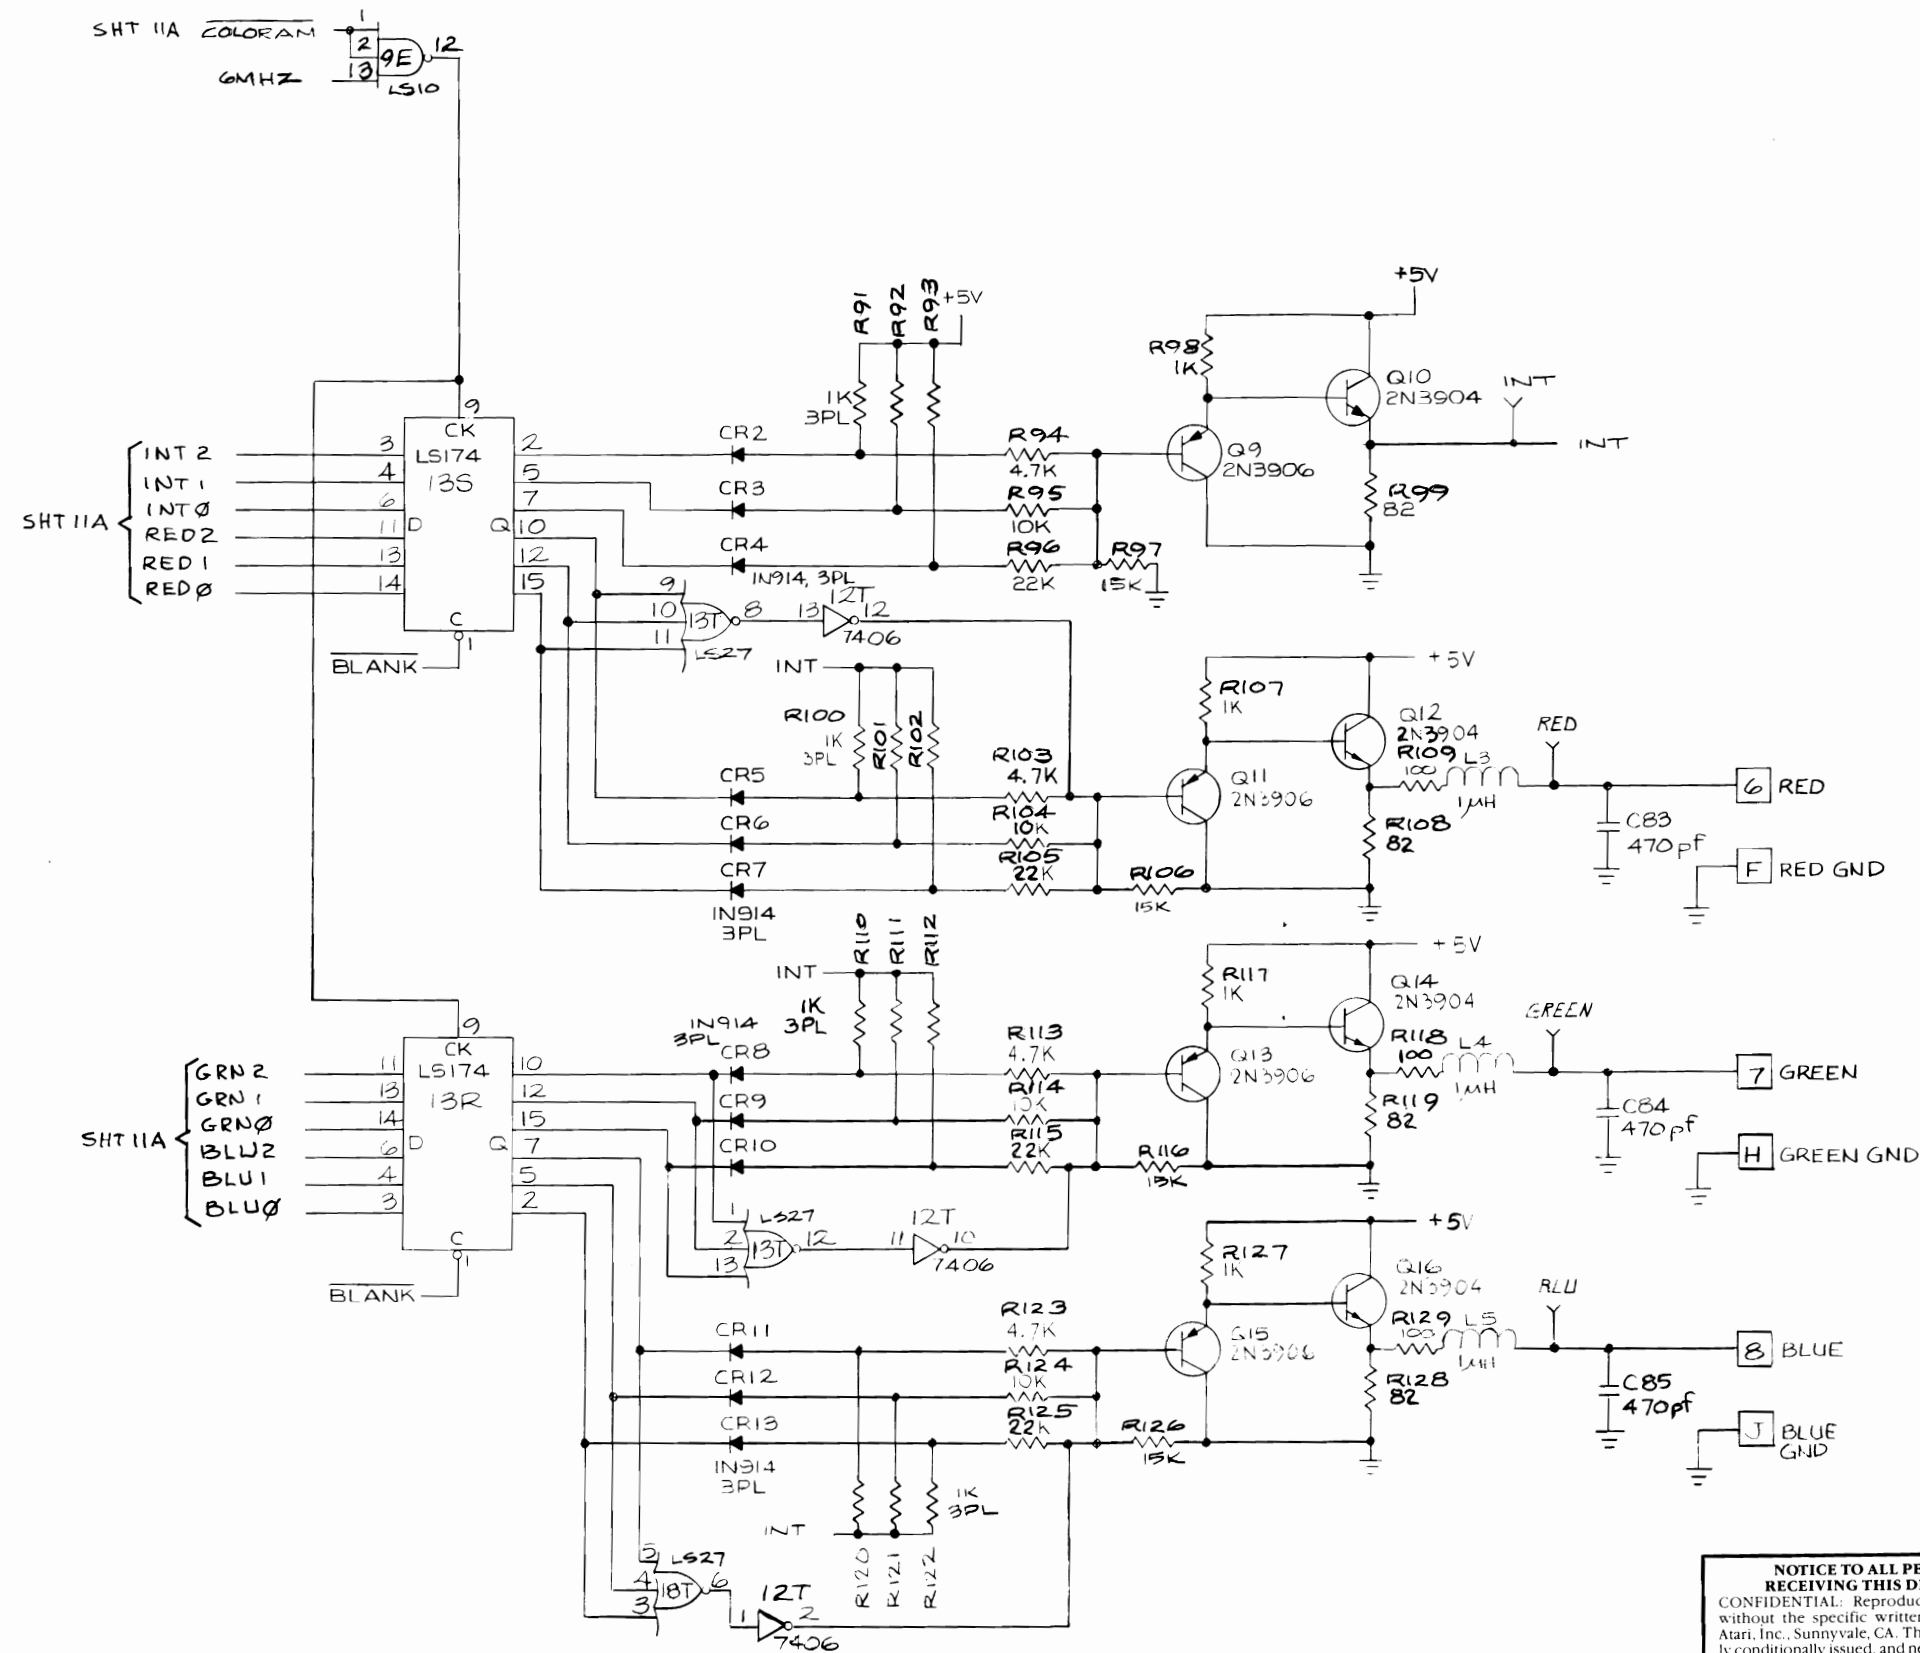 SHT 11A COLORAM
1
2
13
9E
12
LS10
6MHZ
R91
R92
R93
+5V
1K
3PL
+5V
R98
1K
Q10
2N3904
INT
INT
Q9
2N3906
R99
82
SHT 11A
INT 2
INT 1
INTØ
RED2
RED 1
REDØ
3
4
6
11
13
14
9
CK
LS174
13S
D
Q
C
1
2
5
7
10
12
15
BLANK
CR2
CR3
CR4
1N914, 3PL
R94
4.7K
R95
10K
R96
22K
R97
15K
9
10
11
13T
8
LS27
13
12T
12
7406
INT
R100
1K
3PL
R101
R102
CR5
CR6
CR7
1N914
3PL
R103
4.7K
R104
10K
R105
22K
R106
15K
+5V
R107
1K
Q11
2N3906
Q12
2N3904
R109
100
L3
1µH
R108
82
RED
C83
470pf
6
RED
F
RED GND
R110
R111
R112
INT
1K
3PL
1N914
3PL
CR8
CR9
CR10
R113
4.7K
R114
10K
R115
22K
R116
15K
+5V
R117
1K
Q13
2N3906
Q14
2N3904
R118
100
L4
1µH
R119
82
GREEN
C84
470pf
7
GREEN
H
GREEN GND
SHT 11A
GRN 2
GRN 1
GRNØ
BLU2
BLU1
BLUØ
11
13
14
6
4
3
9
CK
LS174
13R
D
Q
C
1
10
12
15
7
5
2
BLANK
1
2
13
LS27
13T
12
11
12T
10
7406
CR11
CR12
CR13
1N914
3PL
R123
4.7K
R124
10K
R125
22K
R126
15K
+5V
R127
1K
Q15
2N3906
Q16
2N3904
R129
100
L5
1µH
R128
82
BLU
C85
470pf
8
BLUE
J
BLUE
GND
INT
R120
R121
R122
1K
3PL
5
4
3
LS27
6
1
12T
2
7406
NOTICE TO ALL
RECEIVING THIS
CONFIDENTIAL:
without the specific
Atari, Inc., Sunnyvale, CA.
ly conditionally issued, and